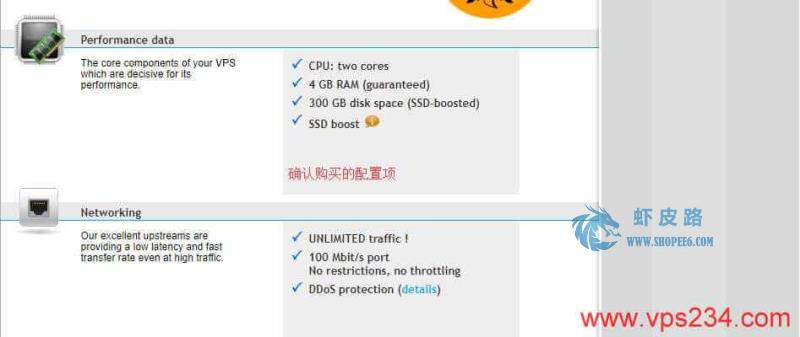 Performance data
The core components of your VPS
which are decisive for its
performance.
CPU: two cores
4 GB RAM (guaranteed)
300 GB disk space (SSD-boosted)
SSD boost
确认购买的配置项
Networking
Our excellent upstreams are
providing a low latency and fast
transfer rate even at high traffic.
UNLIMITED traffic !
100 Mbit/s port
No restrictions, no throttling
DDoS protection (details)
虾皮路
WWW.SHOPEE6.COM
www.vps234.com